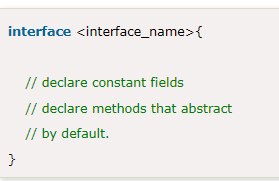 interface <interface_name>{
// declare constant fields
// declare methods that abstract
// by default.
}